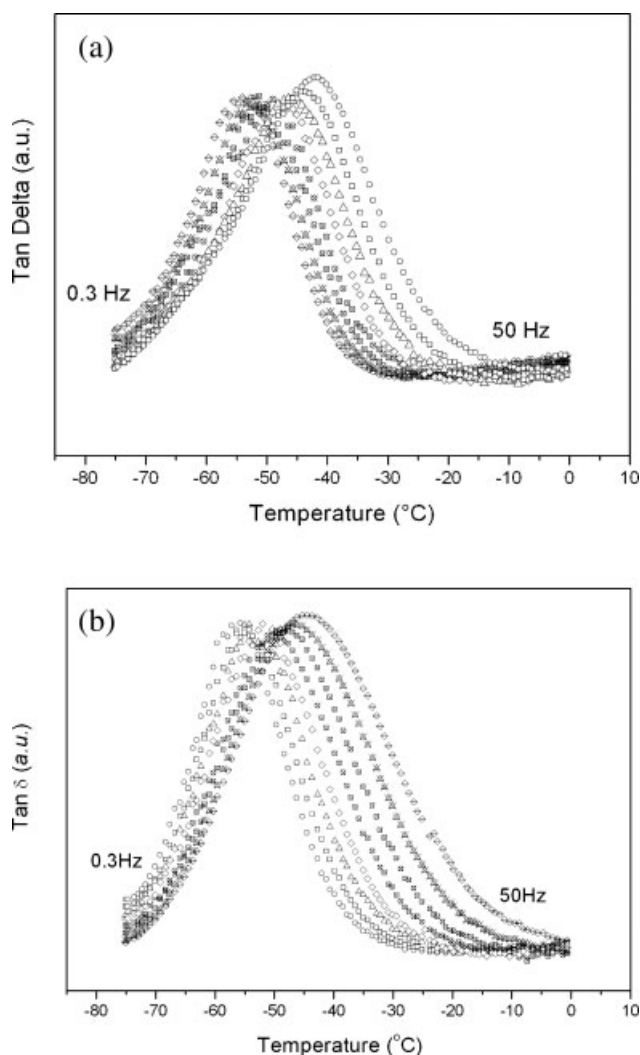 (a)
Tan Delta (a.u.)
0.3 Hz
50 Hz
-80 -70 -60 -50 -40 -30 -20 -10 0 10
Temperature (°C)
(b)
Tan δ (a.u.)
0.3Hz
50Hz
-80 -70 -60 -50 -40 -30 -20 -10 0 10
Temperature (°C)